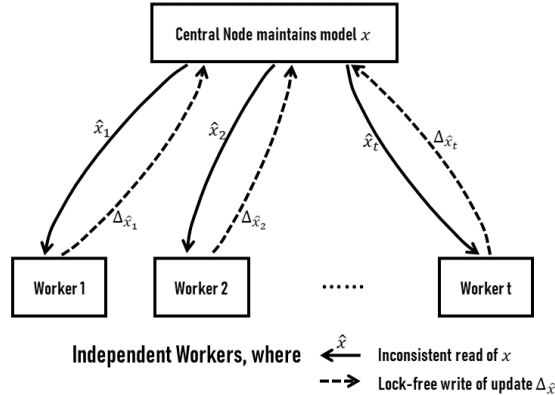 Central Node maintains model x
x̂₁ x̂₂ x̂ₜ Δx̂ₜ
Δx̂₁ Δx̂₂
Worker 1 Worker 2 ...... Worker t
Independent Workers, where x̂ Inconsistent read of x
Lock-free write of update Δx̂